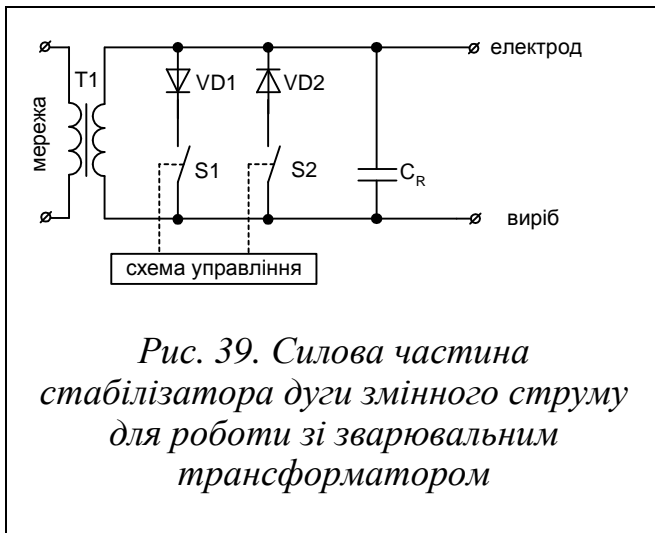 електрод
T1
VD1
VD2
мережа
S1
S2
C_R
виріб
схема управління
Рис. 39. Силова частина
стабілізатора дуги змінного струму
для роботи зі зварювальним
трансформатором